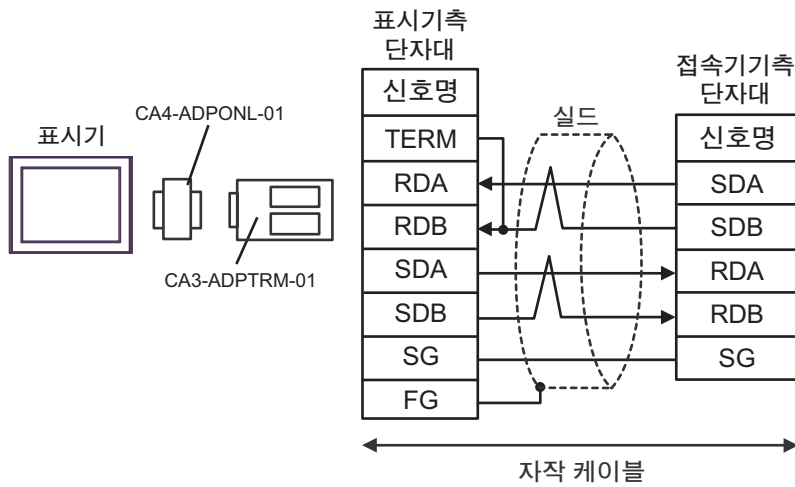 표시기
CA4-ADPONL-01
CA3-ADPTRM-01
표시기측
단자대
신호명
TERM
RDA
RDB
SDA
SDB
SG
FG
실드
접속기기측
단자대
신호명
SDA
SDB
RDA
RDB
SG
자작 케이블